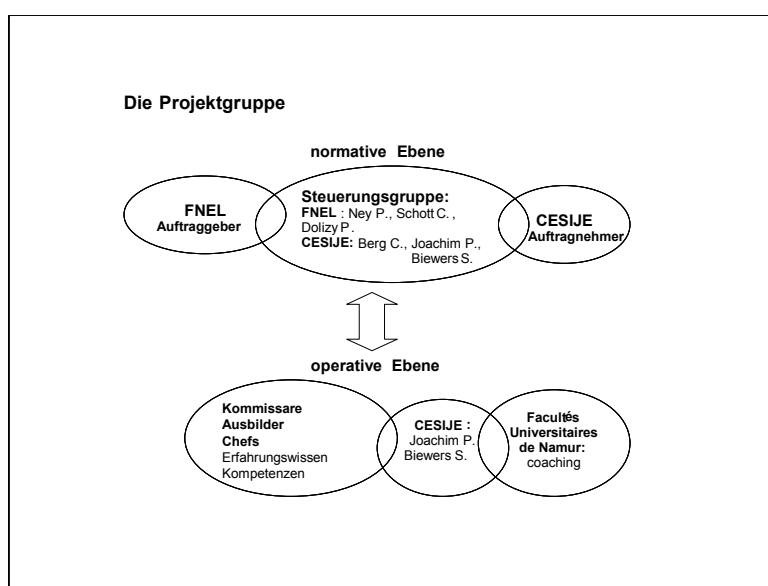 Die Projektgruppe
normative Ebene
FNEL
Auftraggeber
Steuerungsgruppe:
FNEL : Ney P., Schott C.,
Dolizy P.
CESIJE: Berg C., Joachim P.,
Biewers S.
CESIJE
Auftragnehmer
operative Ebene
Kommissare
Ausbilder
Chefs
Erfahrungswissen
Kompetenzen
CESIJE :
Joachim P.
Biewers S.
Facultés
Universitaires
de Namur:
coaching